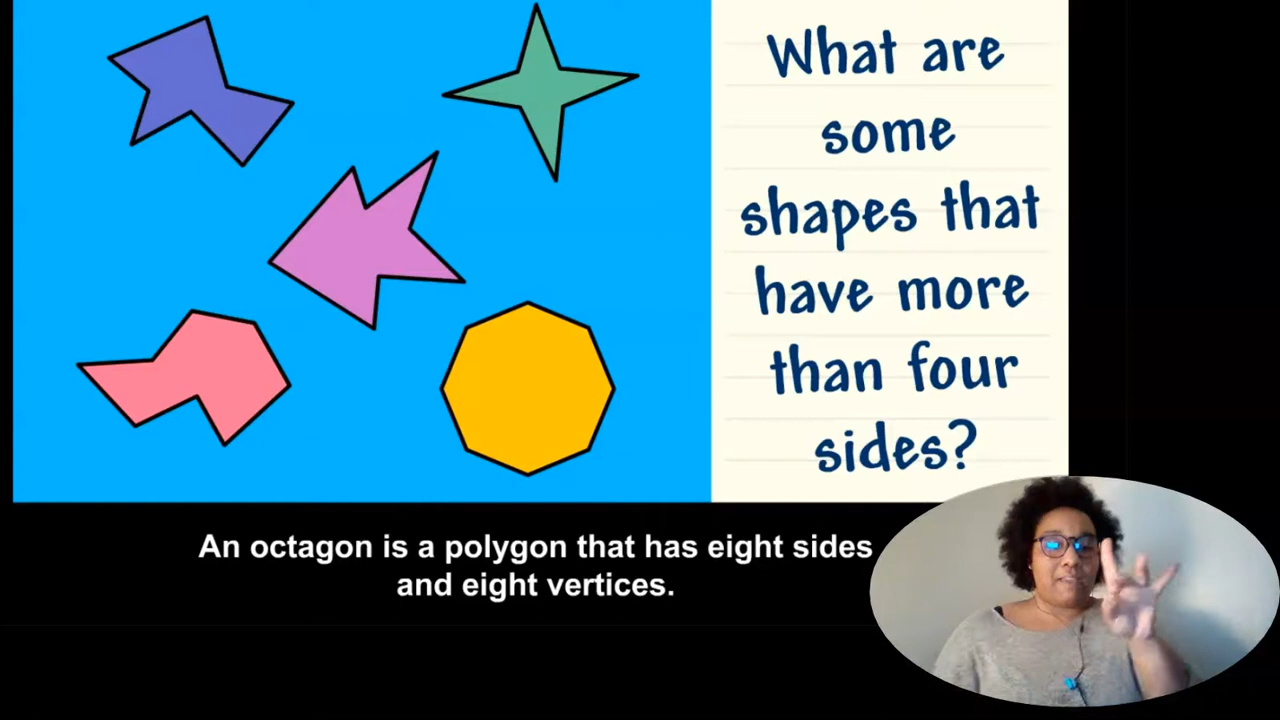 What are
some
shapes that
have more
than four
sides?
An octagon is a polygon that has eight sides
and eight vertices.